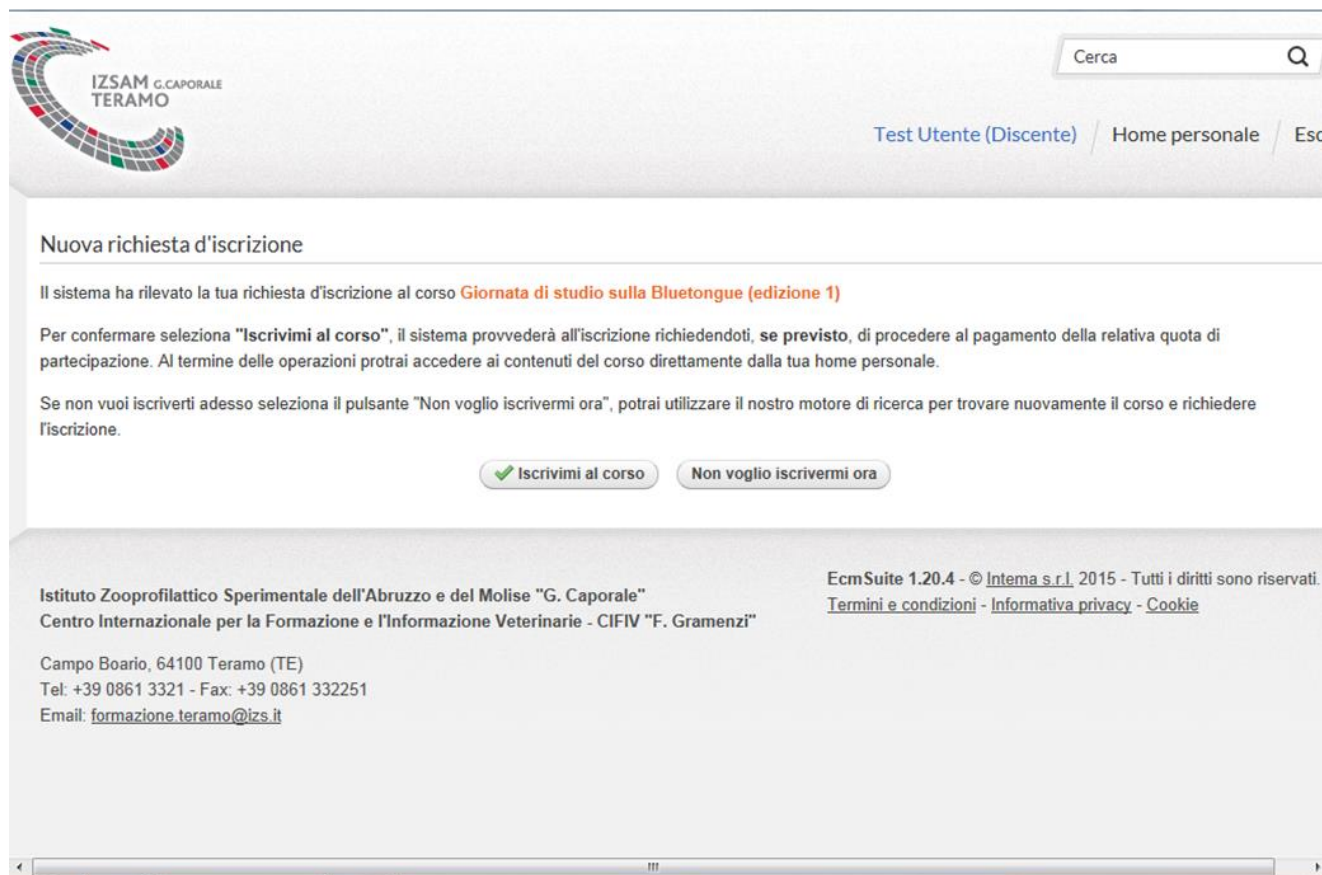 IZSAM G.CAPORALE
TERAMO
Cerca
Test Utente (Discente) / Home personale / Esc
Nuova richiesta d'iscrizione
Il sistema ha rilevato la tua richiesta d'iscrizione al corso Giornata di studio sulla Bluetongue (edizione 1)
Per confermare seleziona "Iscrivimi al corso", il sistema provvederà all'iscrizione richiedendoti, se previsto, di procedere al pagamento della relativa quota di
partecipazione. Al termine delle operazioni protrai accedere ai contenuti del corso direttamente dalla tua home personale.
Se non vuoi iscriverti adesso seleziona il pulsante "Non voglio iscrivermi ora", potrai utilizzare il nostro motore di ricerca per trovare nuovamente il corso e richiedere
l'iscrizione.
Iscrivimi al corso
Non voglio iscrivermi ora
Istituto Zooprofilattico Sperimentale dell'Abruzzo e del Molise "G. Caporale"
Centro Internazionale per la Formazione e l'Informazione Veterinarie - CIFIV "F. Gramenzi"
Campo Boario, 64100 Teramo (TE)
Tel: +39 0861 3321 - Fax: +39 0861 332251
Email: formazione.teramo@izs.it
EcmSuite 1.20.4 - © Intema s.r.l. 2015 - Tutti i diritti sono riservati.
Termini e condizioni - Informativa privacy - Cookie